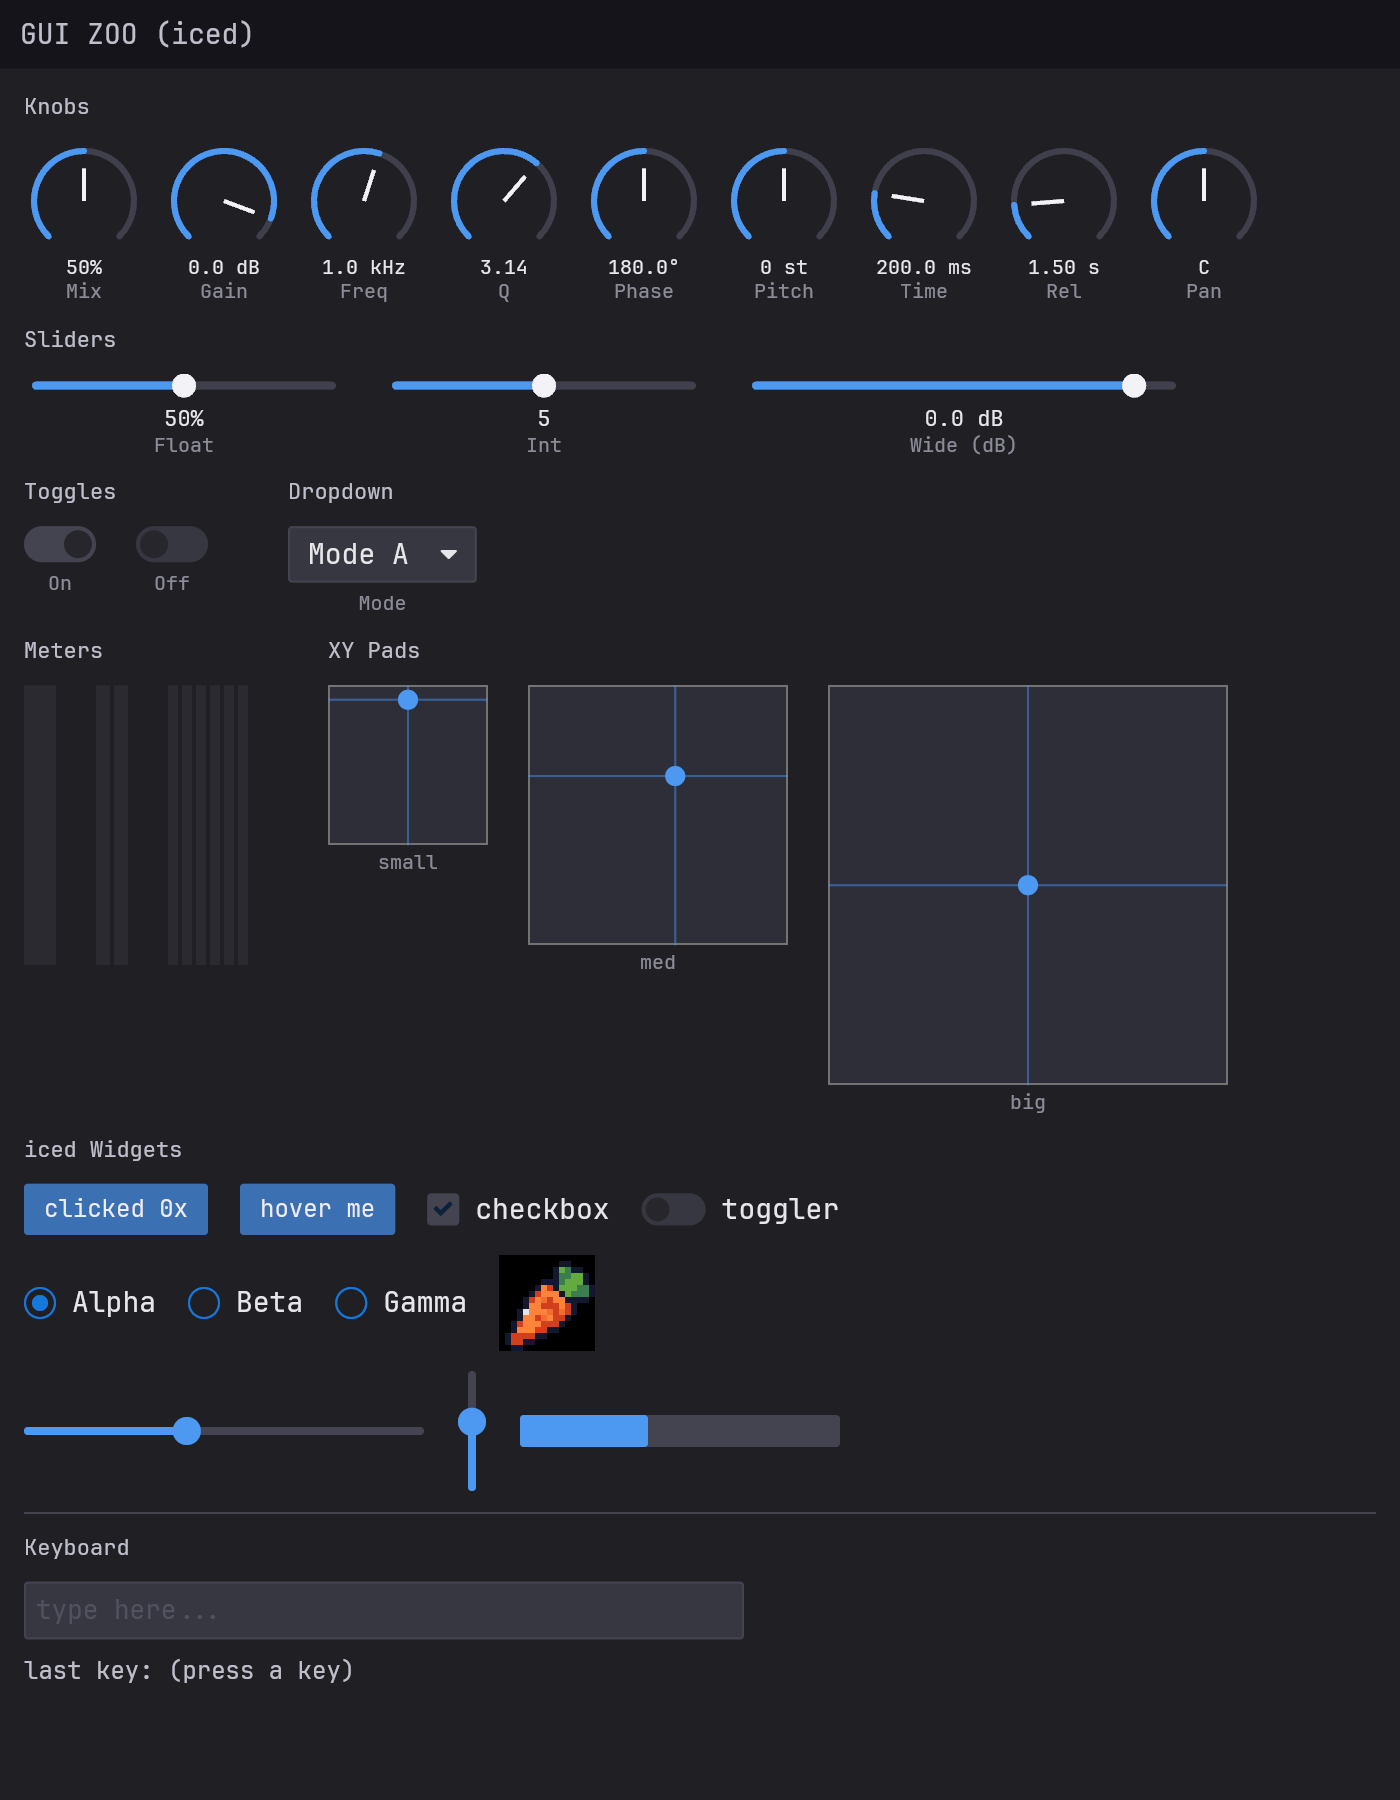 GUI ZOO (iced)
Knobs
50% 0.0 dB 1.0 kHz 3.14 180.0° 0 st 200.0 ms 1.50 s C
Mix Gain Freq Q Phase Pitch Time Rel Pan
Sliders
50% 5 0.0 dB
Float Int Wide (dB)
Toggles Dropdown
Mode A
On Off
Mode
Meters XY Pads
small
med
big
iced Widgets
clicked 0x hover me checkbox toggler
Alpha Beta Gamma
Keyboard
type here...
last key: (press a key)